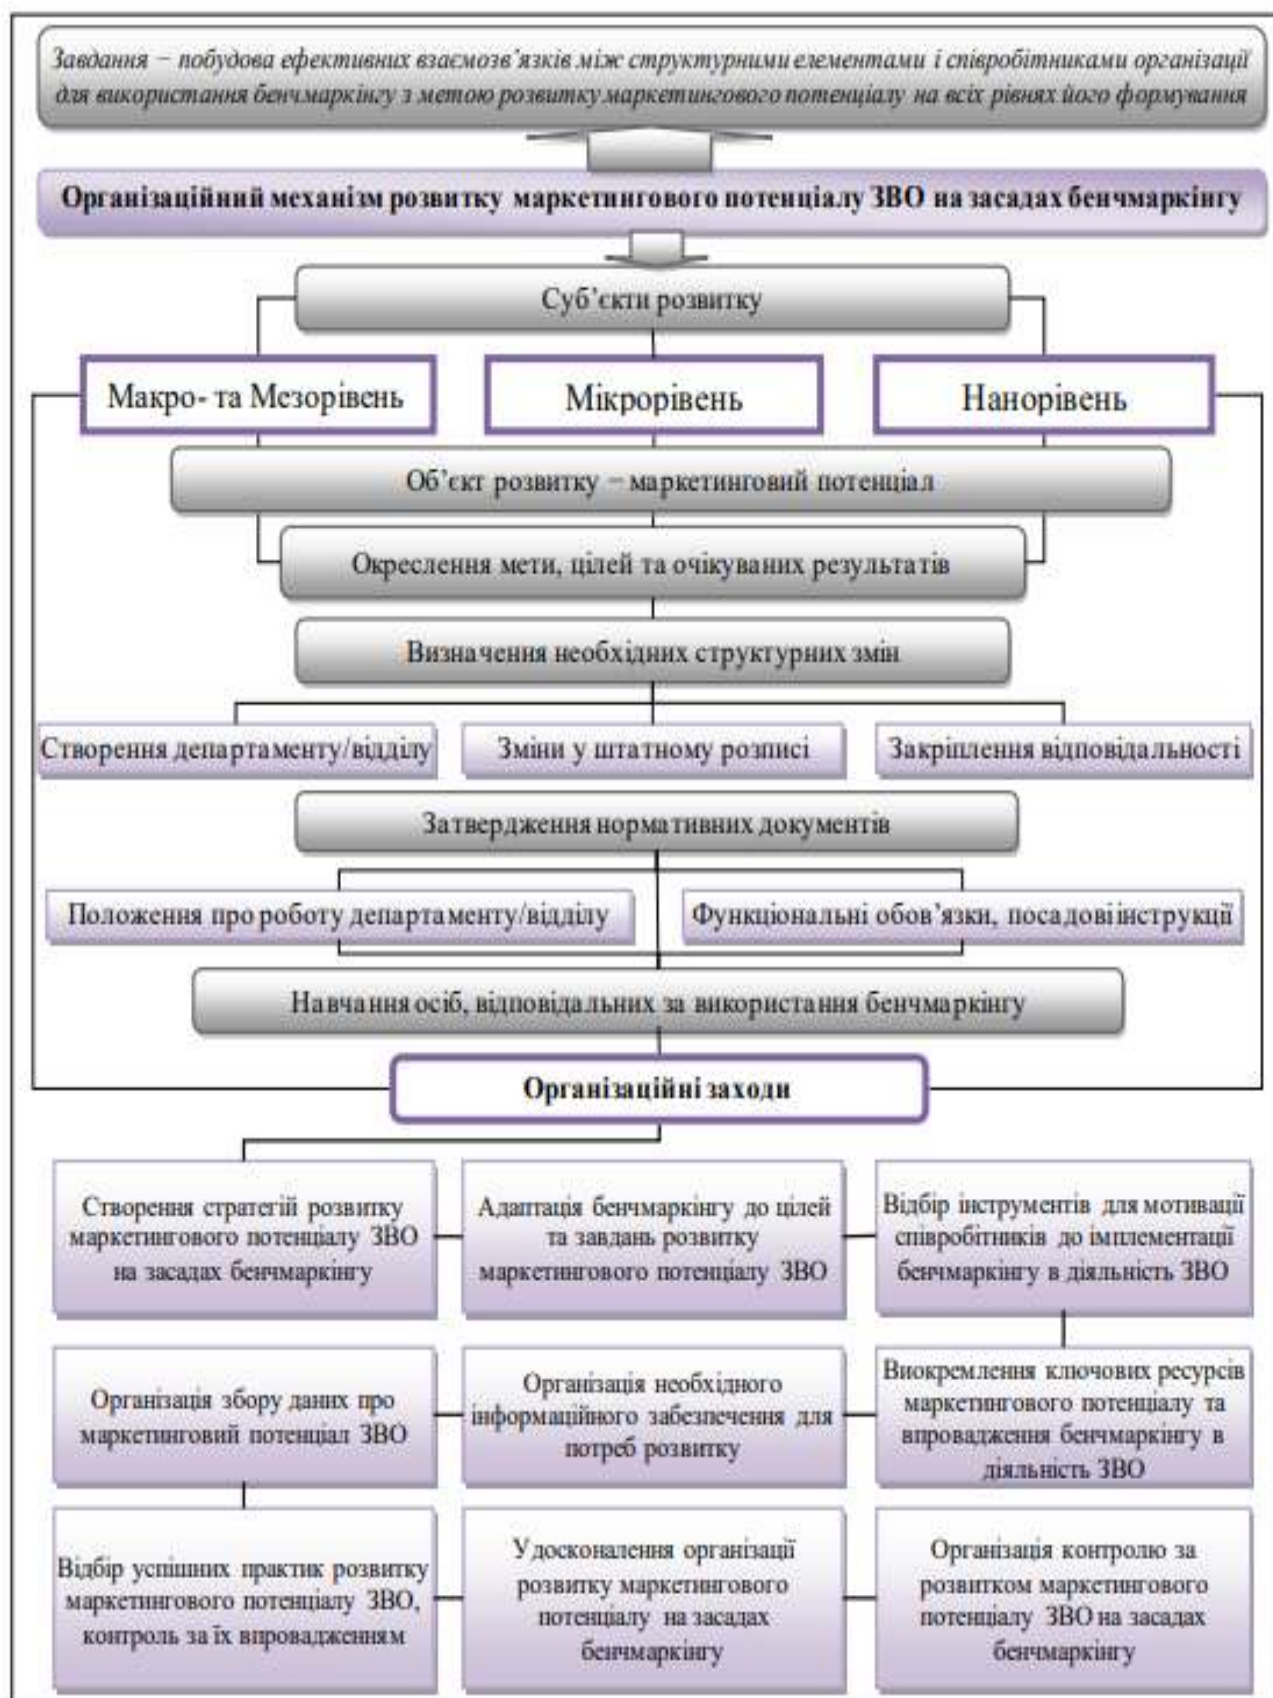 Завдання – побудова ефективних взаємозв’язків між структурними елементами і співробітниками організації
для використання бенчмаркінгу з метою розвитку маркетингового потенціалу на всіх рівнях його формування
Організаційний механізм розвитку маркетингового потенціалу ЗВО на засадах бенчмаркінгу
Суб’єкти розвитку
Макро- та Мезорівень
Мікрорівень
Нанорівень
Об’єкт розвитку – маркетинговий потенціал
Окреслення мети, цілей та очікуваних результатів
Визначення необхідних структурних змін
Створення департаменту/відділу
Зміни у штатному розписі
Закріплення відповідальності
Затвердження нормативних документів
Положення про роботу департаменту/відділу
Функціональні обов’язки, посадові інструкції
Навчання осіб, відповідальних за використання бенчмаркінгу
Організаційні заходи
Створення стратегій розвитку
маркетингового потенціалу ЗВО
на засадах бенчмаркінгу
Адаптація бенчмаркінгу до цілей
та завдань розвитку
маркетингового потенціалу ЗВО
Відбір інструментів для мотивації
співробітників до імплементації
бенчмаркінгу в діяльність ЗВО
Організація збору даних про
маркетинговий потенціал ЗВО
Організація необхідного
інформаційного забезпечення для
потреб розвитку
Виокремлення ключових ресурсів
маркетингового потенціалу та
впровадження бенчмаркінгу в
діяльність ЗВО
Відбір успішних практик розвитку
маркетингового потенціалу ЗВО,
контроль за їх впровадженням
Удосконалення організації
розвитку маркетингового
потенціалу на засадах
бенчмаркінгу
Організація контролю за
розвитком маркетингового
потенціалу ЗВО на засадах
бенчмаркінгу